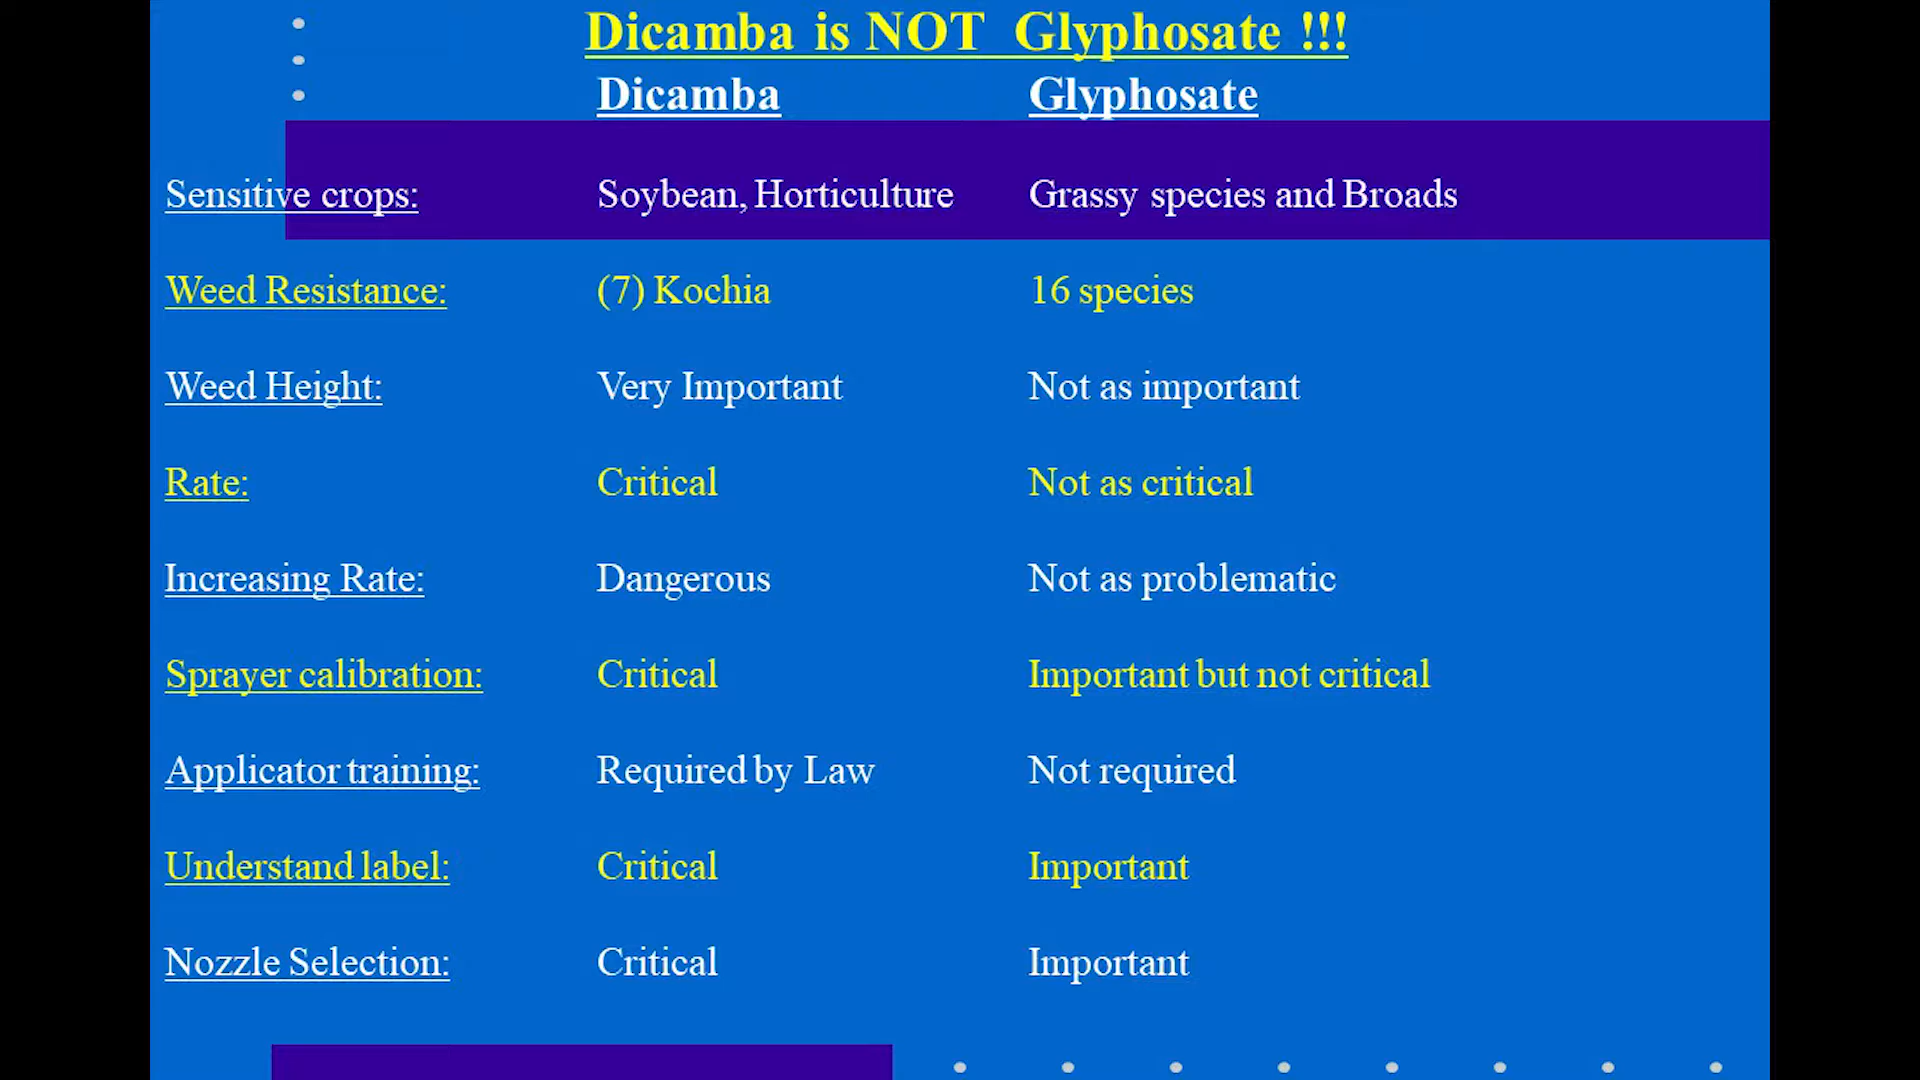 Dicamba is NOT Glyphosate !!!
Dicamba Glyphosate
Sensitive crops: Soybean, Horticulture Grassy species and Broads
Weed Resistance: (7) Kochia 16 species
Weed Height: Very Important Not as important
Rate: Critical Not as critical
Increasing Rate: Dangerous Not as problematic
Sprayer calibration: Critical Important but not critical
Applicator training: Required by Law Not required
Understand label: Critical Important
Nozzle Selection: Critical Important